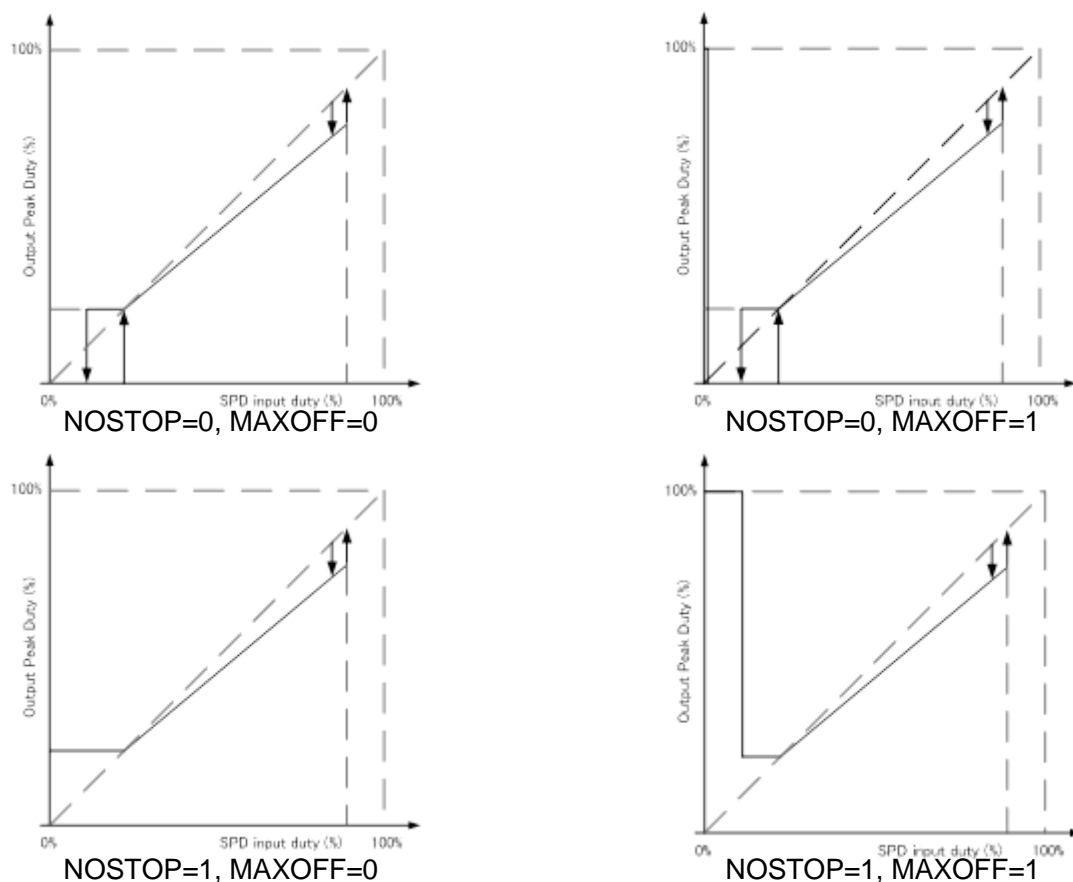 100%
Output Peak Duty (%)
0%
SPD input duty (%)
100%
NOSTOP=0, MAXOFF=0
100%
Output Peak Duty (%)
0%
SPD input duty (%)
100%
NOSTOP=0, MAXOFF=1
100%
Output Peak Duty (%)
0%
SPD input duty (%)
100%
NOSTOP=1, MAXOFF=0
100%
Output Peak Duty (%)
0%
SPD input duty (%)
100%
NOSTOP=1, MAXOFF=1